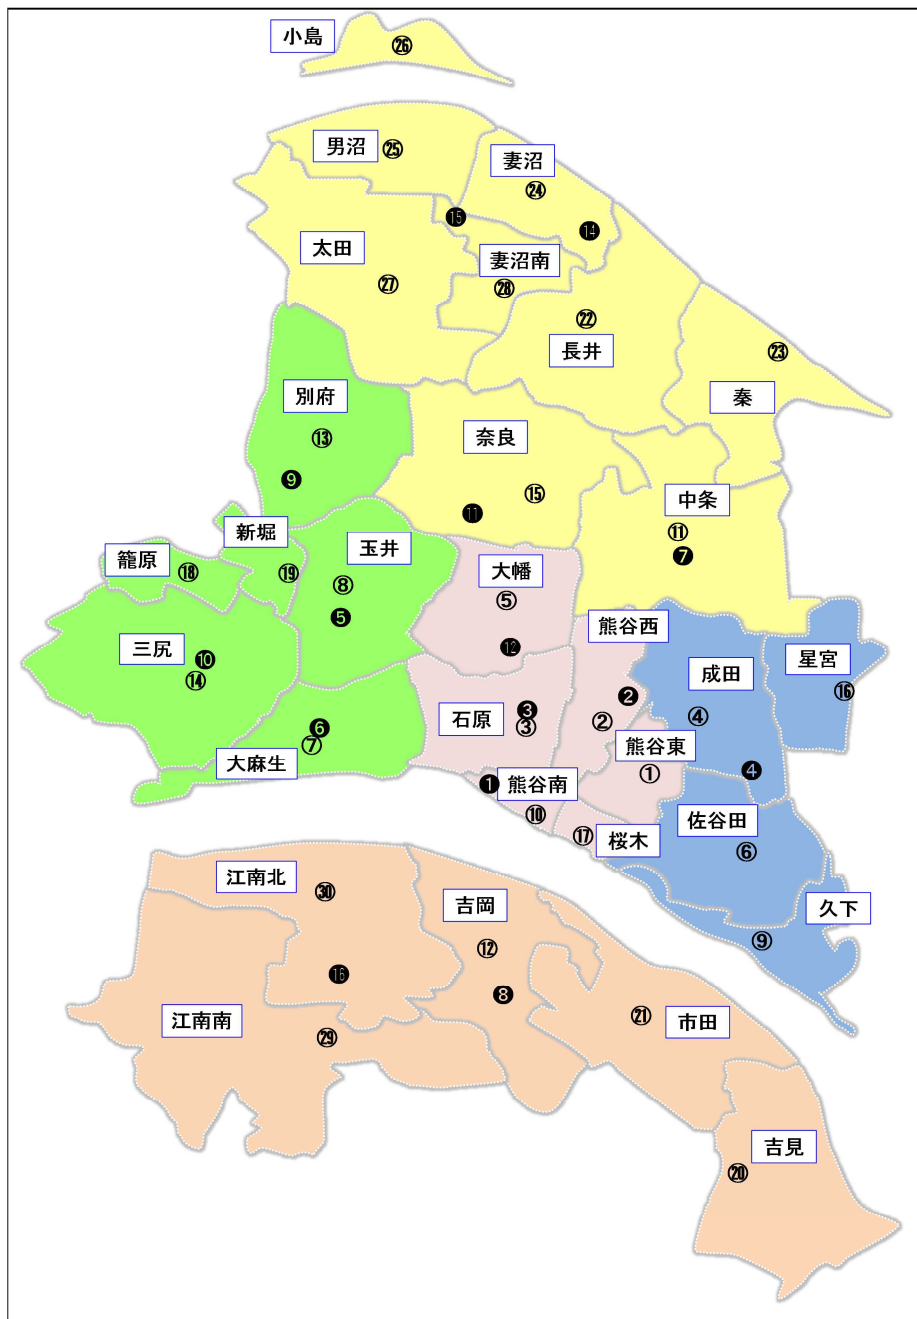 小島
㉖
男沼
㉕
妻沼
㉔
⓯
⓮
太田
妻沼南
㉗
㉘
㉒
長井
㉓
秦
別府
⑬
❾
奈良
⑮
⓫
中条
⑪
❼
新堀
玉井
籠原
⑱
⑲
⑧
❺
大幡
⑤
⓬
熊谷西
三尻
❿
⑭
成田
星宮
⑯
石原
❸
③
❷
②
④
❻
⑦
大麻生
熊谷東
①
❹
❶
熊谷南
⑩
⑰
桜木
佐谷田
⑥
久下
⑨
江南北
㉚
吉岡
⑫
⓰
❽
江南南
㉙
㉑
市田
吉見
⑳